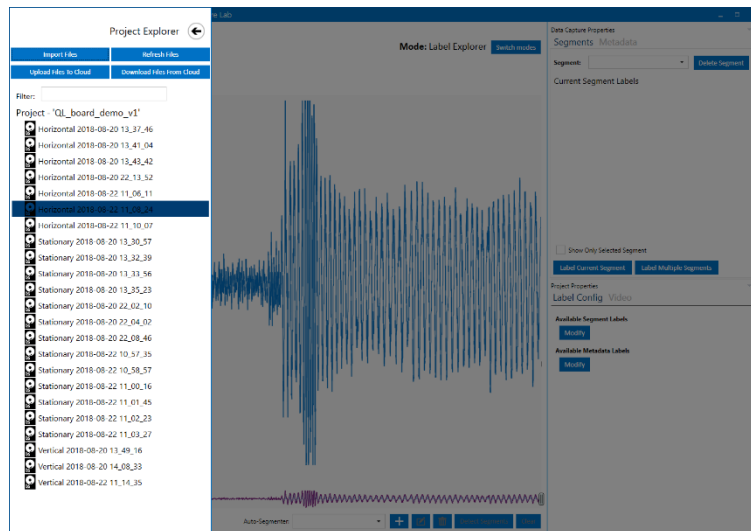 re Lab
Project Explorer
Import Files
Refresh Files
Upload Files To Cloud
Download Files From Cloud
Filter:
Project - 'QL_board_demo_v1'
Horizontal 2018-08-20 13_37_46
Horizontal 2018-08-20 13_41_04
Horizontal 2018-08-20 13_43_42
Horizontal 2018-08-20 22_13_52
Horizontal 2018-08-22 11_06_11
Horizontal 2018-08-22 11_08_24
Horizontal 2018-08-22 11_10_07
Stationary 2018-08-20 13_30_57
Stationary 2018-08-20 13_32_39
Stationary 2018-08-20 13_33_56
Stationary 2018-08-20 13_35_23
Stationary 2018-08-20 22_02_10
Stationary 2018-08-20 22_04_02
Stationary 2018-08-20 22_08_46
Stationary 2018-08-22 10_57_35
Stationary 2018-08-22 10_58_57
Stationary 2018-08-22 11_00_16
Stationary 2018-08-22 11_01_45
Stationary 2018-08-22 11_02_23
Stationary 2018-08-22 11_03_27
Vertical 2018-08-20 13_49_16
Vertical 2018-08-20 14_08_33
Vertical 2018-08-22 11_14_35
Mode: Label Explorer
Switch modes
Auto-Segmenter:
Data Capture Properties
Segments Metadata
Segment:
Delete Segment
Current Segment Labels
Show Only Selected Segment
Label Current Segment
Label Multiple Segments
Project Properties
Label Config Video
Available Segment Labels
Modify
Available Metadata Labels
Modify